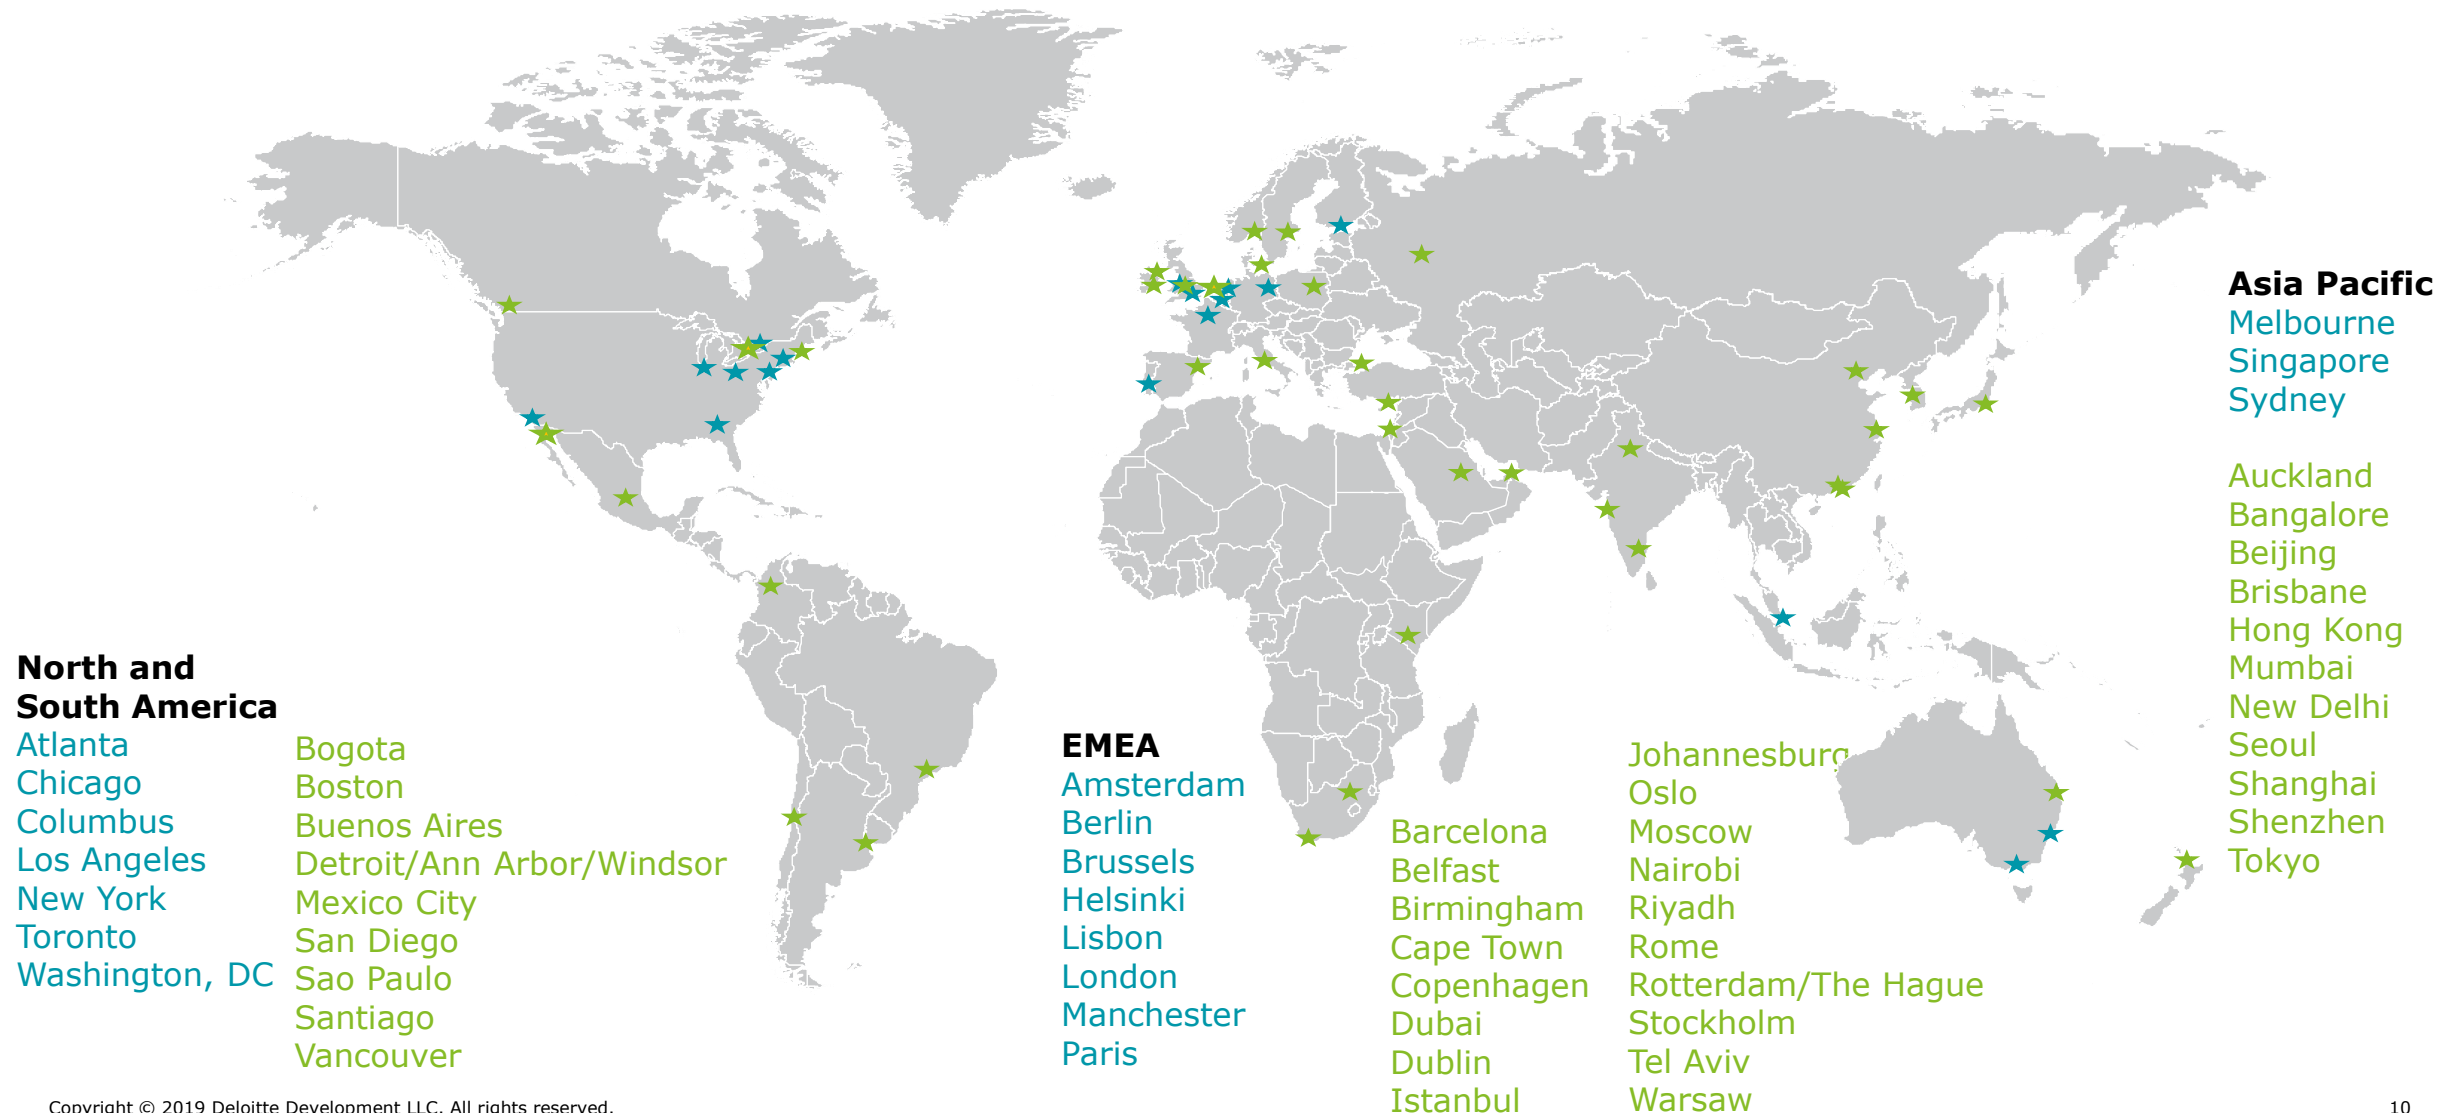 North and
South America
Atlanta
Chicago
Columbus
Los Angeles
New York
Toronto
Washington, DC
Bogota
Boston
Buenos Aires
Detroit/Ann Arbor/Windsor
Mexico City
San Diego
Sao Paulo
Santiago
Vancouver
EMEA
Amsterdam
Berlin
Brussels
Helsinki
Lisbon
London
Manchester
Paris
Barcelona
Belfast
Birmingham
Cape Town
Copenhagen
Dubai
Dublin
Istanbul
Johannesburg
Oslo
Moscow
Nairobi
Riyadh
Rome
Rotterdam/The Hague
Stockholm
Tel Aviv
Warsaw
Asia Pacific
Melbourne
Singapore
Sydney
Auckland
Bangalore
Beijing
Brisbane
Hong Kong
Mumbai
New Delhi
Seoul
Shanghai
Shenzhen
Tokyo
Copyright © 2019 Deloitte Development LLC. All rights reserved.
10